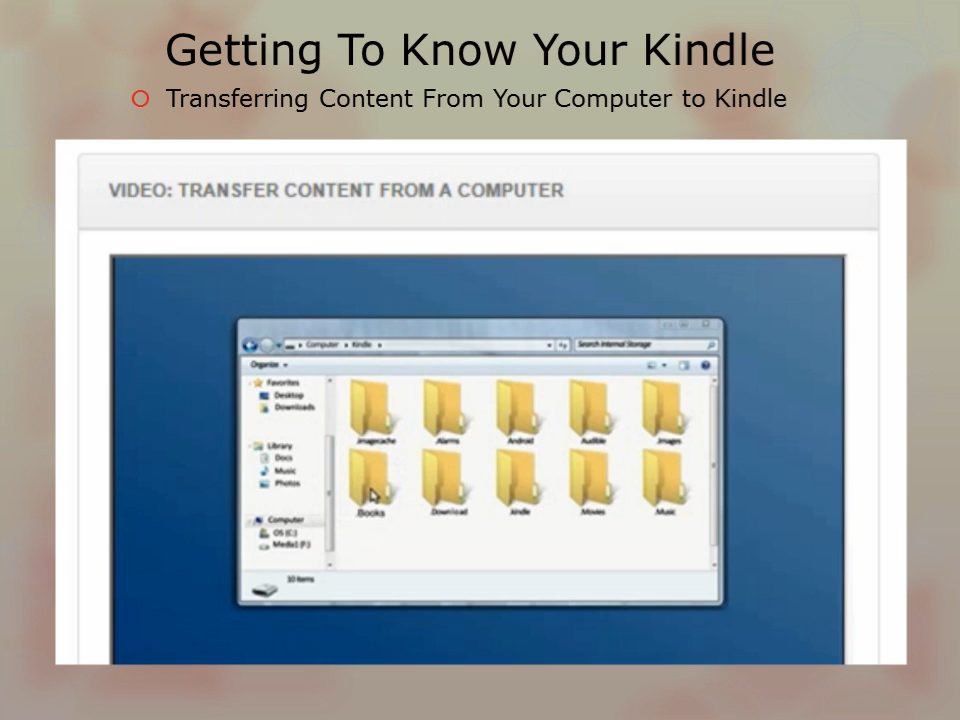 Getting To Know Your Kindle
Transferring Content From Your Computer to Kindle
VIDEO: TRANSFER CONTENT FROM A COMPUTER
Computer Kindle Search Internal Storage
Organize
Favorites
Desktop
Downloads
Library
Docs
Music
Photos
Computer
OS (C:)
Media1 (F:)
.Imagecache .Alarms .Android .Audible .Images
.Books .Download .kindle .Movies .Music
10 items